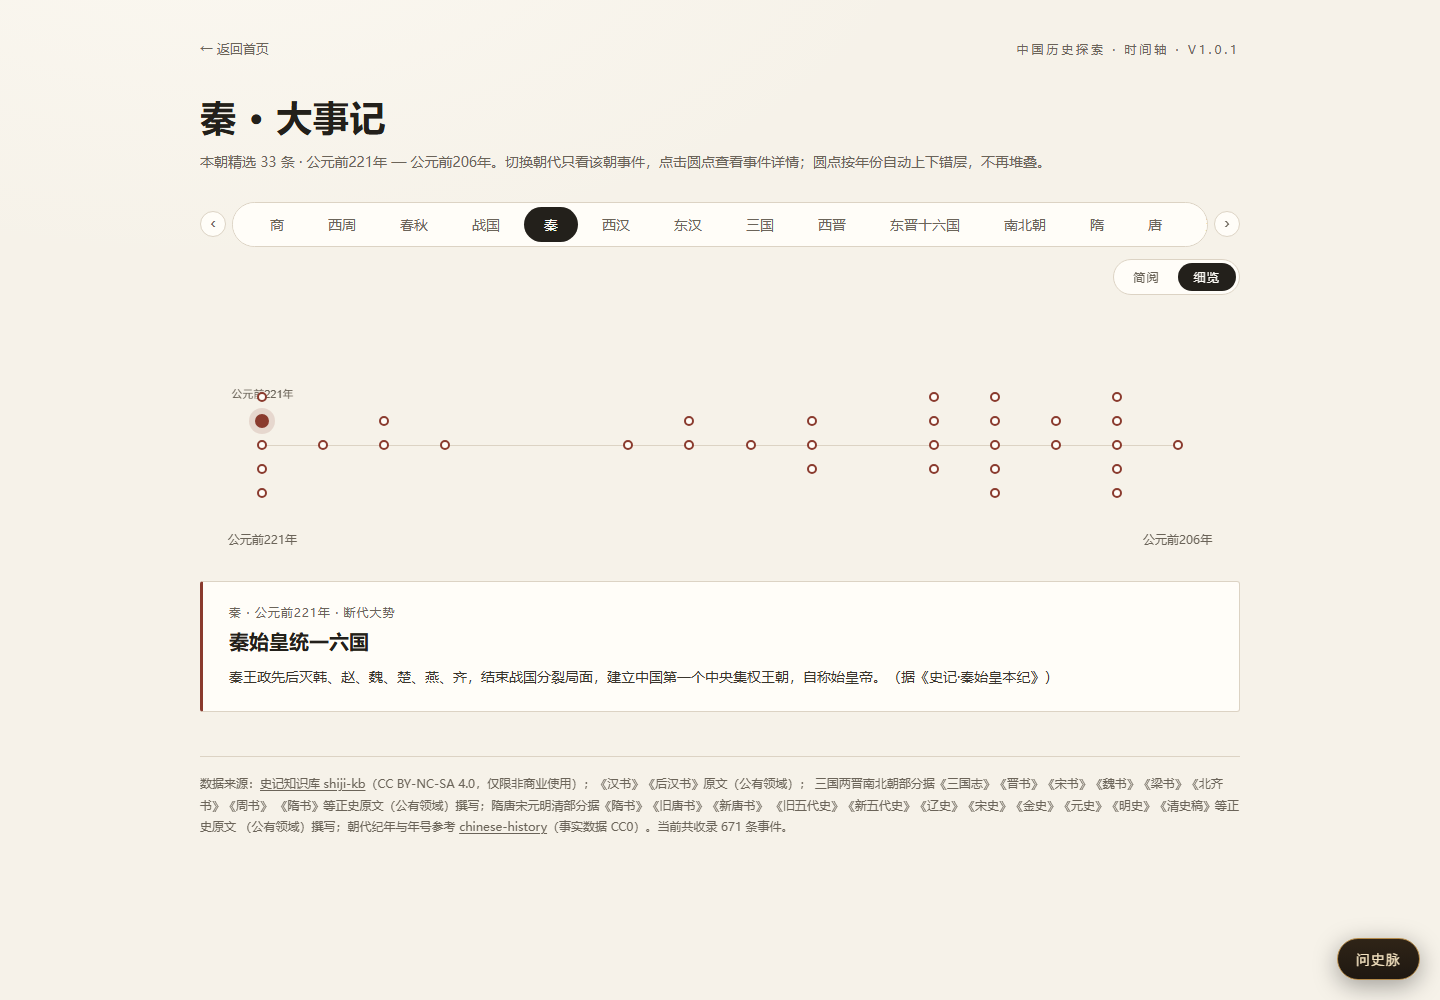 ← 返回首页
中国历史探索 · 时间轴 · V1.0.1
秦 · 大事记
本朝精选 33 条 · 公元前221年 — 公元前206年。切换朝代只看该朝事件，点击圆点查看事件详情；圆点按年份自动上下错层，不再堆叠。
‹ 商 西周 春秋 战国 秦 西汉 东汉 三国 西晋 东晋十六国 南北朝 隋 唐 ›
简阅 细览
公元前221年
公元前221年 公元前206年
秦 · 公元前221年 · 断代大势
秦始皇统一六国
秦王政先后灭韩、赵、魏、楚、燕、齐，结束战国分裂局面，建立中国第一个中央集权王朝，自称始皇帝。（据《史记·秦始皇本纪》）
数据来源：史记知识库 shiji-kb（CC BY-NC-SA 4.0，仅限非商业使用）；《汉书》《后汉书》原文（公有领域）； 三国两晋南北朝部分据《三国志》《晋书》《宋书》《魏书》《梁书》《北齐
书》《周书》 《隋书》等正史原文（公有领域）撰写；隋唐宋元明清部分据《隋书》《旧唐书》《新唐书》 《旧五代史》《新五代史》《辽史》《宋史》《金史》《元史》《明史》《清史稿》等正
史原文 （公有领域）撰写；朝代纪年与年号参考 chinese-history（事实数据 CC0）。当前共收录 671 条事件。
问史脉